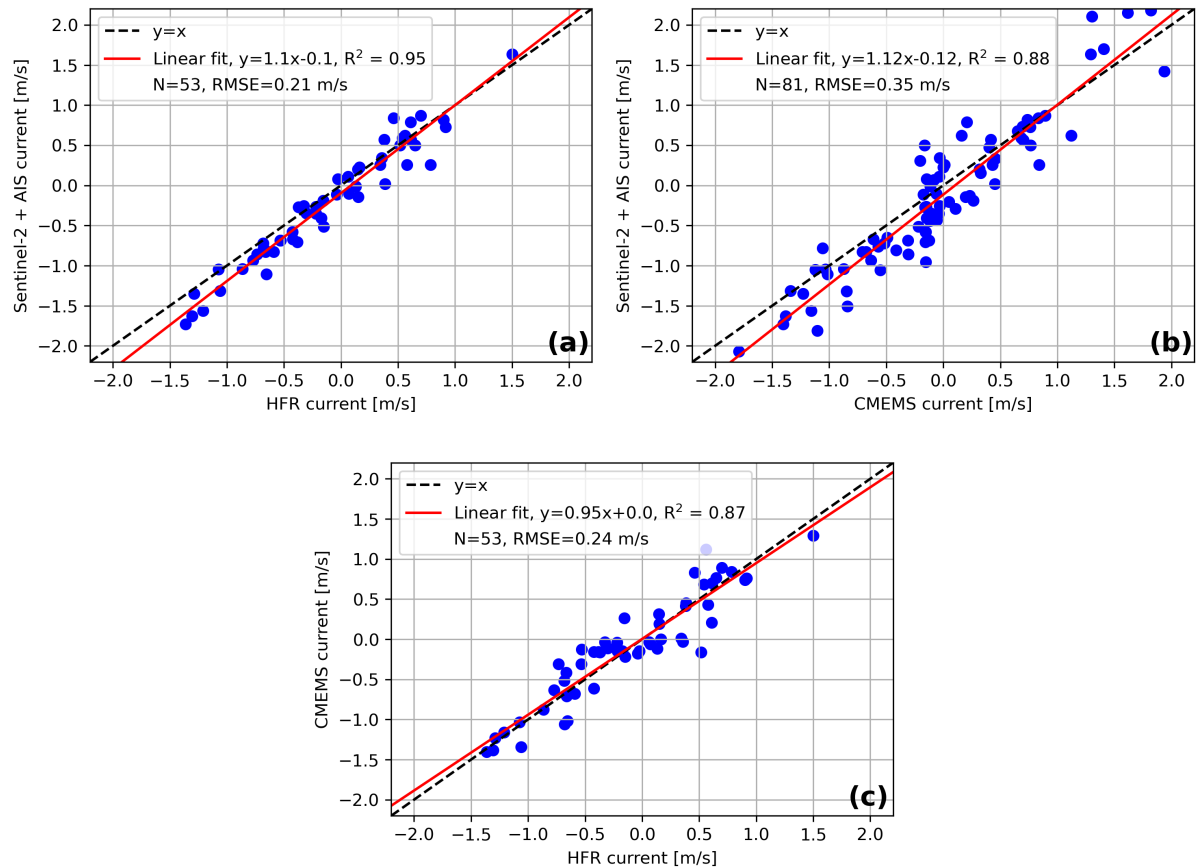 2.0
1.5
1.0
0.5
0.0
−0.5
−1.0
−1.5
−2.0
Sentinel-2 + AIS current [m/s]
y=x
Linear fit, y=1.1x-0.1, R² = 0.95
N=53, RMSE=0.21 m/s
(a)
−2.0 −1.5 −1.0 −0.5 0.0 0.5 1.0 1.5 2.0
HFR current [m/s]
2.0
1.5
1.0
0.5
0.0
−0.5
−1.0
−1.5
−2.0
Sentinel-2 + AIS current [m/s]
y=x
Linear fit, y=1.12x-0.12, R² = 0.88
N=81, RMSE=0.35 m/s
(b)
−2.0 −1.5 −1.0 −0.5 0.0 0.5 1.0 1.5 2.0
CMEMS current [m/s]
2.0
1.5
1.0
0.5
0.0
−0.5
−1.0
−1.5
−2.0
CMEMS current [m/s]
y=x
Linear fit, y=0.95x+0.0, R² = 0.87
N=53, RMSE=0.24 m/s
(c)
−2.0 −1.5 −1.0 −0.5 0.0 0.5 1.0 1.5 2.0
HFR current [m/s]